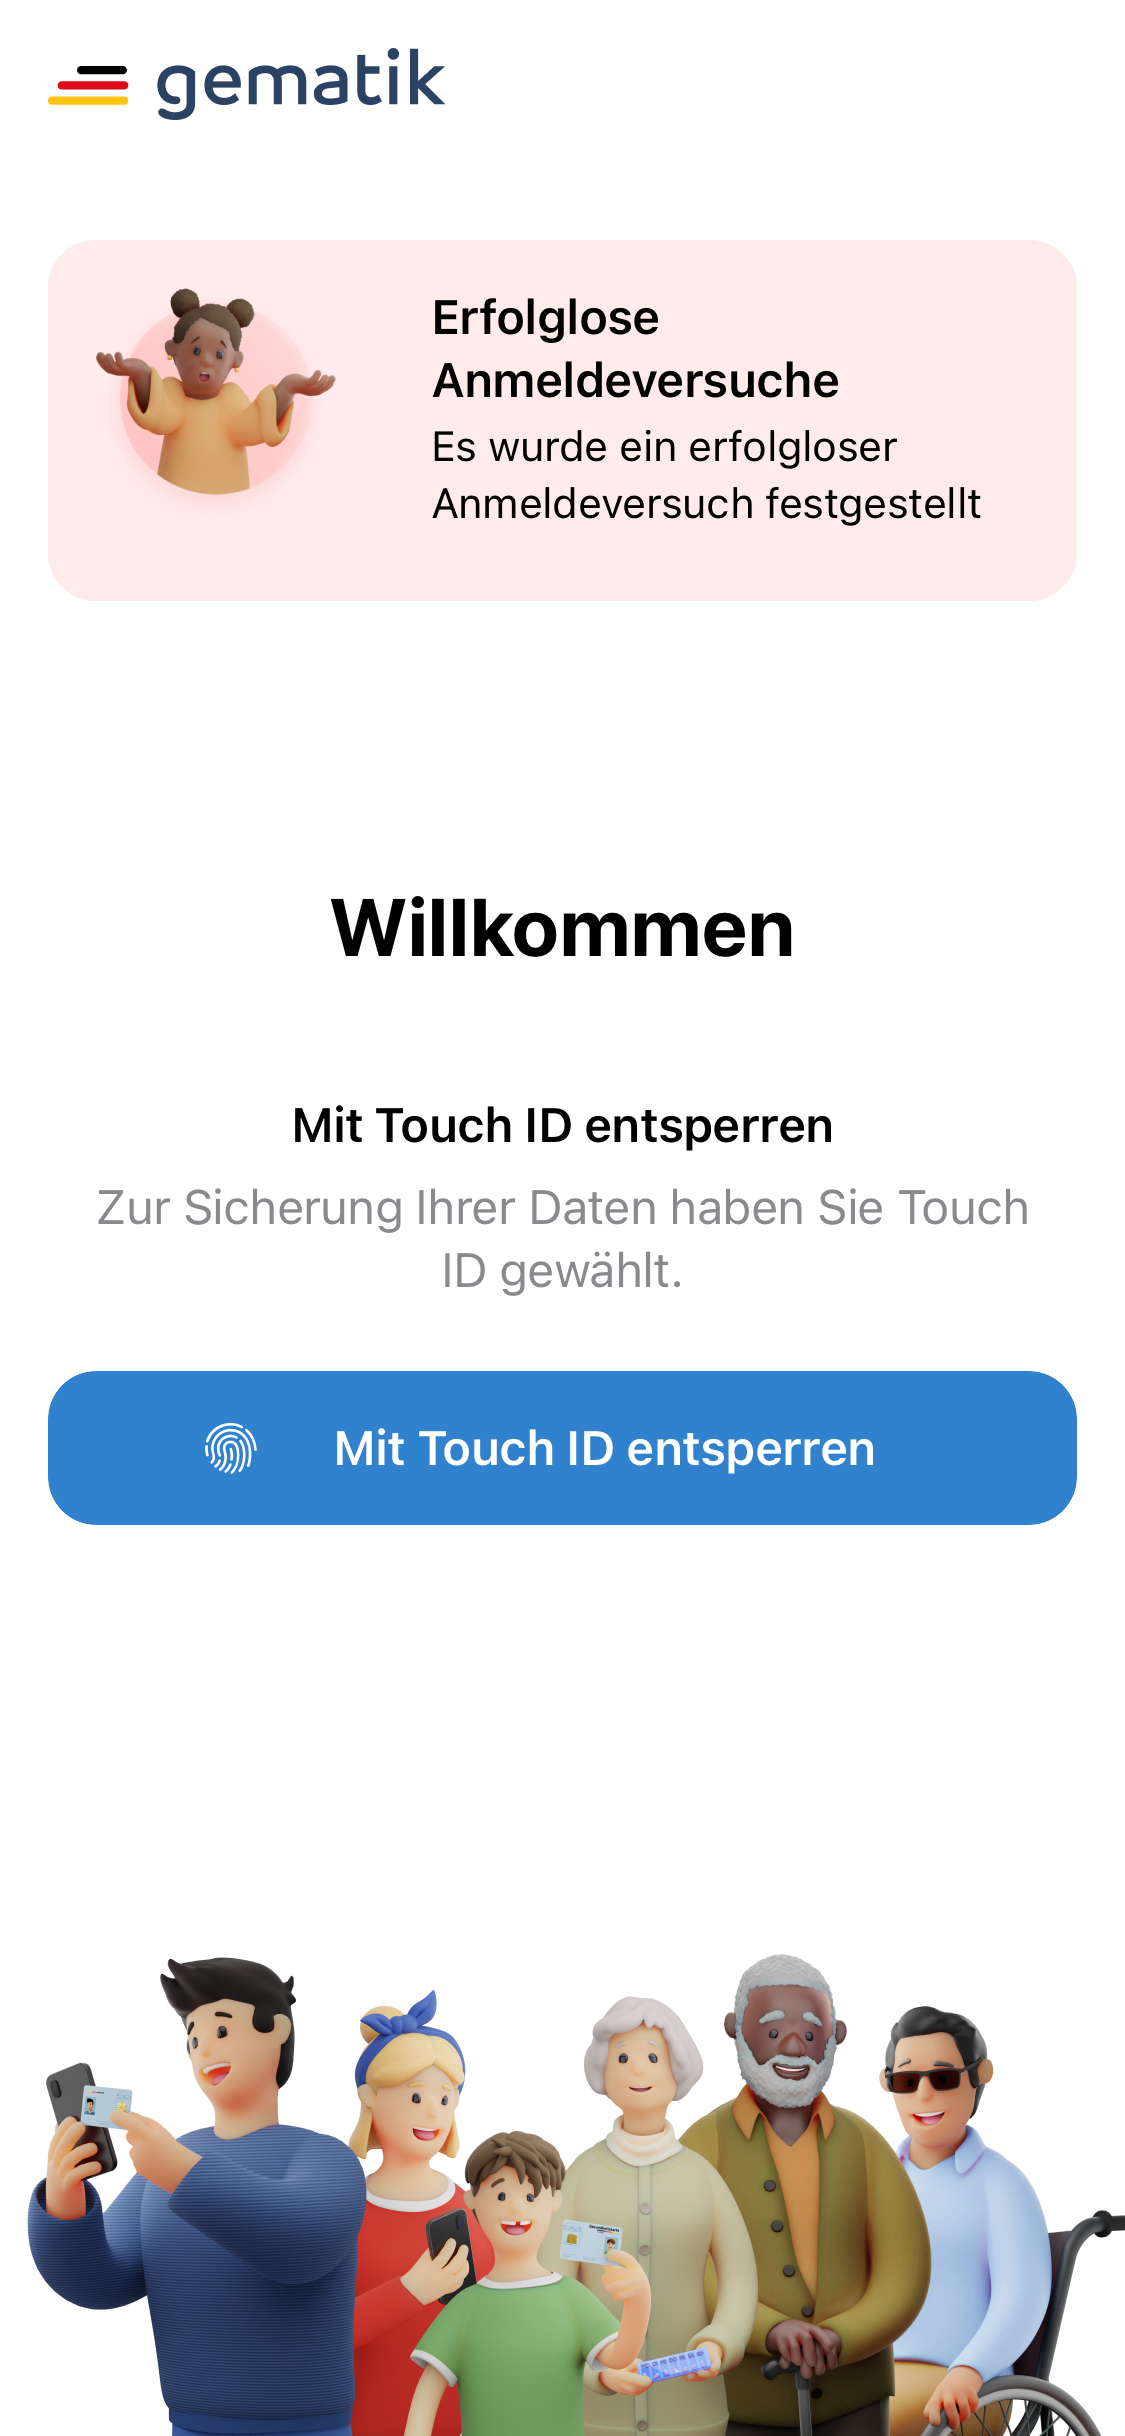 gematik
Erfolglose
Anmeldeversuche
Es wurde ein erfolgloser
Anmeldeversuch festgestellt
Willkommen
Mit Touch ID entsperren
Zur Sicherung Ihrer Daten haben Sie Touch
ID gewählt.
Mit Touch ID entsperren